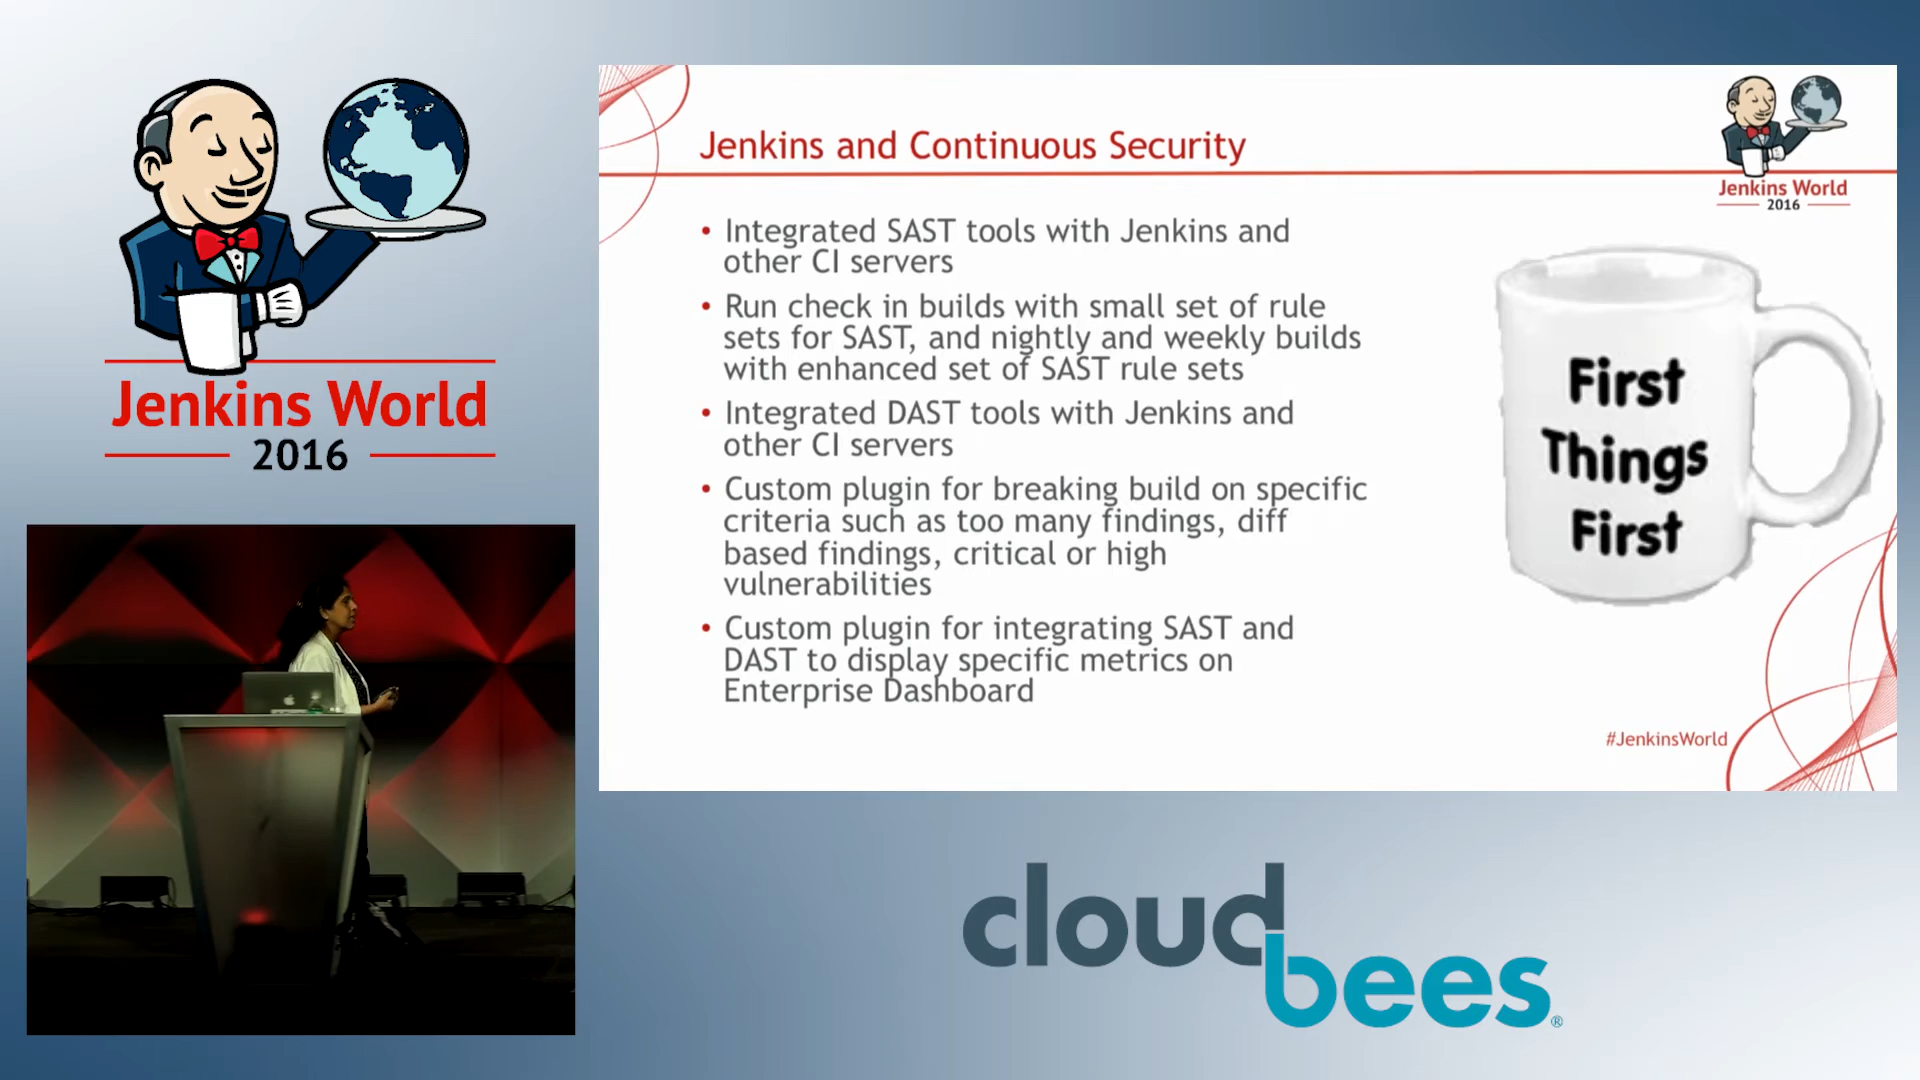 Jenkins World
2016
Jenkins and Continuous Security
Jenkins World
2016
• Integrated SAST tools with Jenkins and
other CI servers
• Run check in builds with small set of rule
sets for SAST, and nightly and weekly builds
with enhanced set of SAST rule sets
• Integrated DAST tools with Jenkins and
other CI servers
• Custom plugin for breaking build on specific
criteria such as too many findings, diff
based findings, critical or high
vulnerabilities
• Custom plugin for integrating SAST and
DAST to display specific metrics on
Enterprise Dashboard
First
Things
First
#JenkinsWorld
cloud
bees®